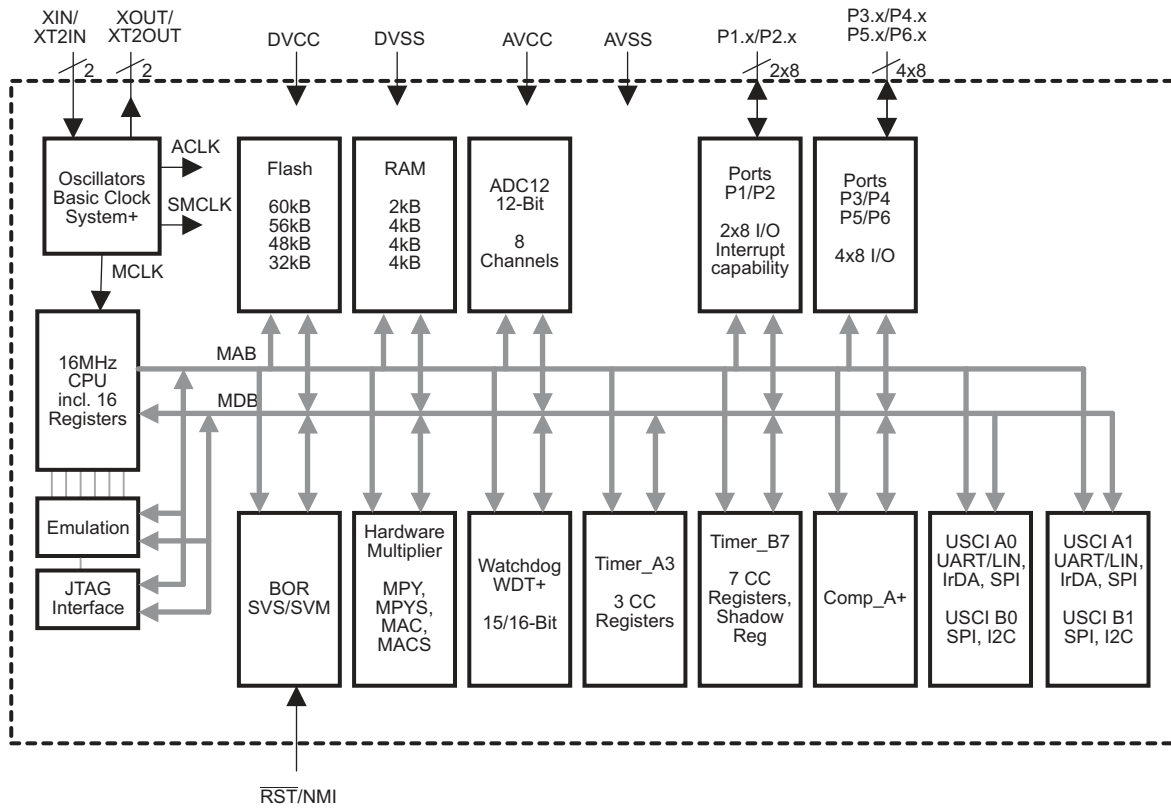 XIN/
XT2IN
XOUT/
XT2OUT
DVCC
DVSS
AVCC
AVSS
P1.x/P2.x
P3.x/P4.x
P5.x/P6.x
2
2
2x8
4x8
Oscillators
Basic Clock
System+
ACLK
SMCLK
MCLK
Flash
60kB
56kB
48kB
32kB
RAM
2kB
4kB
4kB
4kB
ADC12
12-Bit
8
Channels
Ports
P1/P2
2x8 I/O
Interrupt
capability
Ports
P3/P4
P5/P6
4x8 I/O
16MHz
CPU
incl. 16
Registers
MAB
MDB
Emulation
JTAG
Interface
BOR
SVS/SVM
Hardware
Multiplier
MPY,
MPYS,
MAC,
MACS
Watchdog
WDT+
15/16-Bit
Timer_A3
3 CC
Registers
Timer_B7
7 CC
Registers,
Shadow
Reg
Comp_A+
USCI A0
UART/LIN,
IrDA, SPI
USCI B0
SPI, I2C
USCI A1
UART/LIN,
IrDA, SPI
USCI B1
SPI, I2C
R̅S̅T̅/NMI